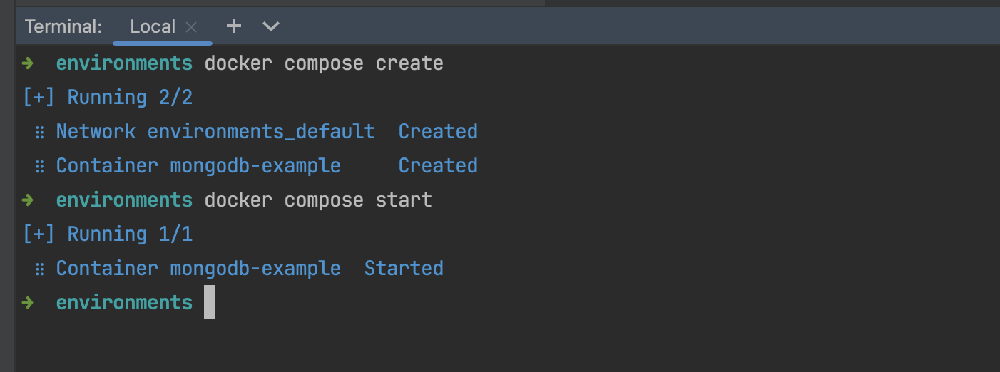 Terminal: Local × + 
➜ environments docker compose create
[+] Running 2/2
⠿ Network environments_default Created
⠿ Container mongodb-example Created
➜ environments docker compose start
[+] Running 1/1
⠿ Container mongodb-example Started
➜ environments